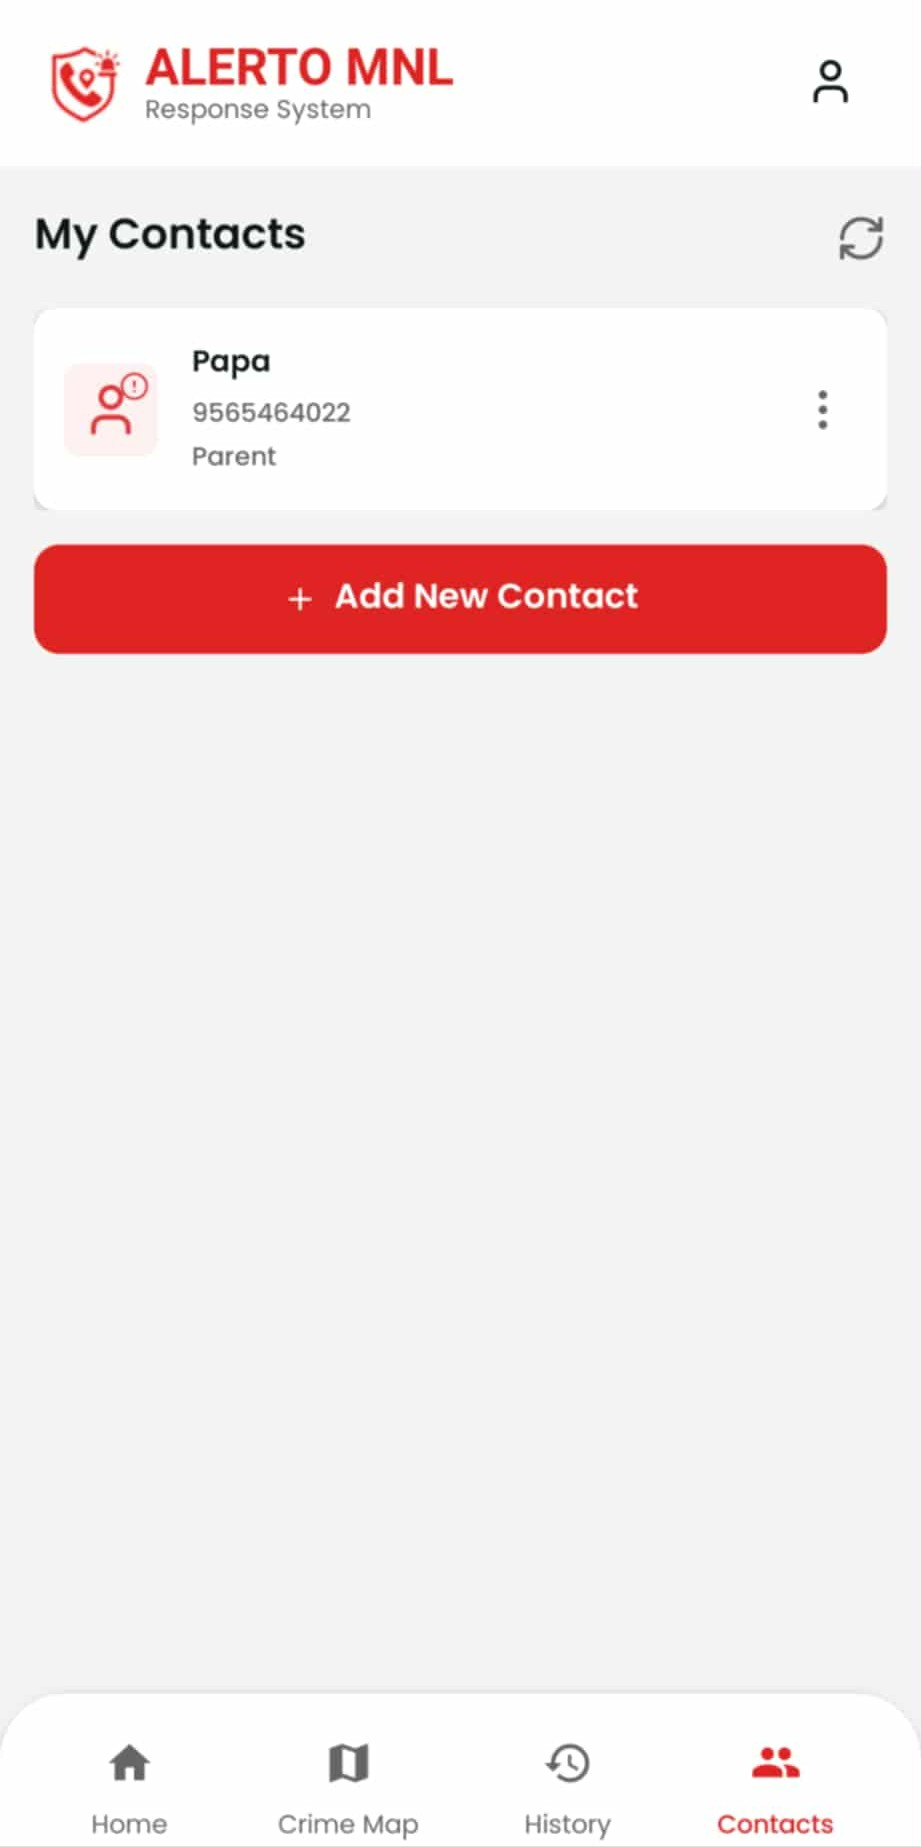 ALERTO MNL
Response System
My Contacts
Papa
9565464022
Parent
+ Add New Contact
Home
Crime Map
History
Contacts